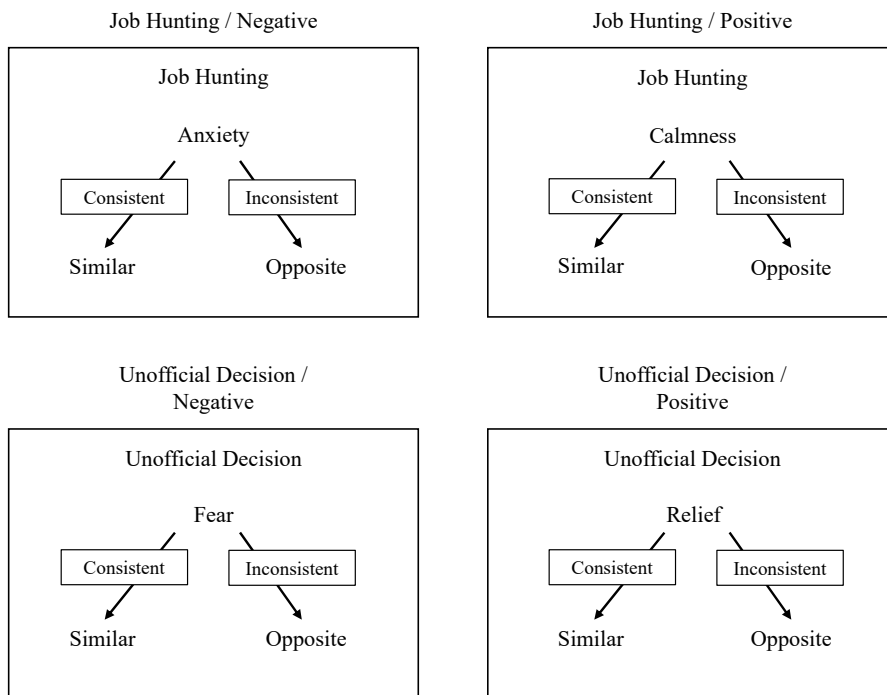 Job Hunting / Negative
Job Hunting
Anxiety
Consistent
Inconsistent
Similar
Opposite
Job Hunting / Positive
Job Hunting
Calmness
Consistent
Inconsistent
Similar
Opposite
Unofficial Decision /
Negative
Unofficial Decision
Fear
Consistent
Inconsistent
Similar
Opposite
Unofficial Decision /
Positive
Unofficial Decision
Relief
Consistent
Inconsistent
Similar
Opposite